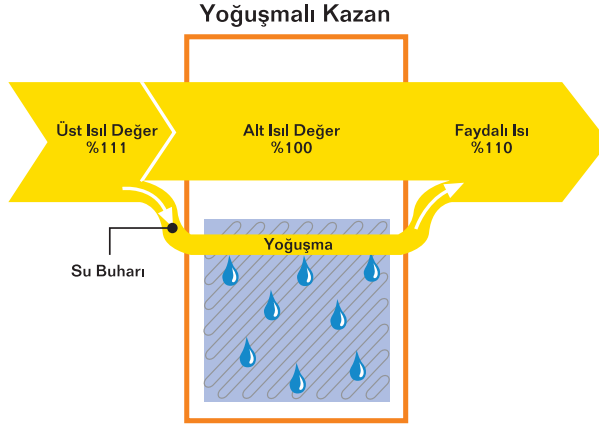 Yoğuşmalı Kazan
Üst Isıl Değer
%111
Alt Isıl Değer
%100
Faydalı Isı
%110
Yoğuşma
Su Buharı